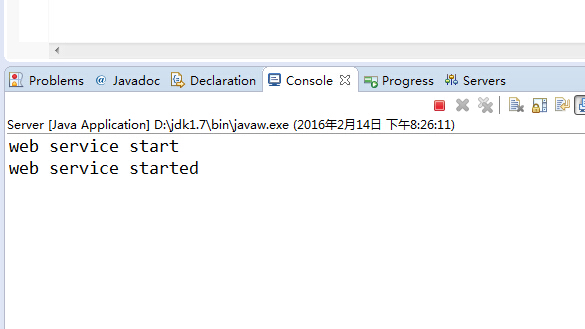 Problems @ Javadoc Declaration Console Progress Servers
Server [Java Application] D:\jdk1.7\bin\javaw.exe (2016年2月14日 下午8:26:11)
web service start
web service started